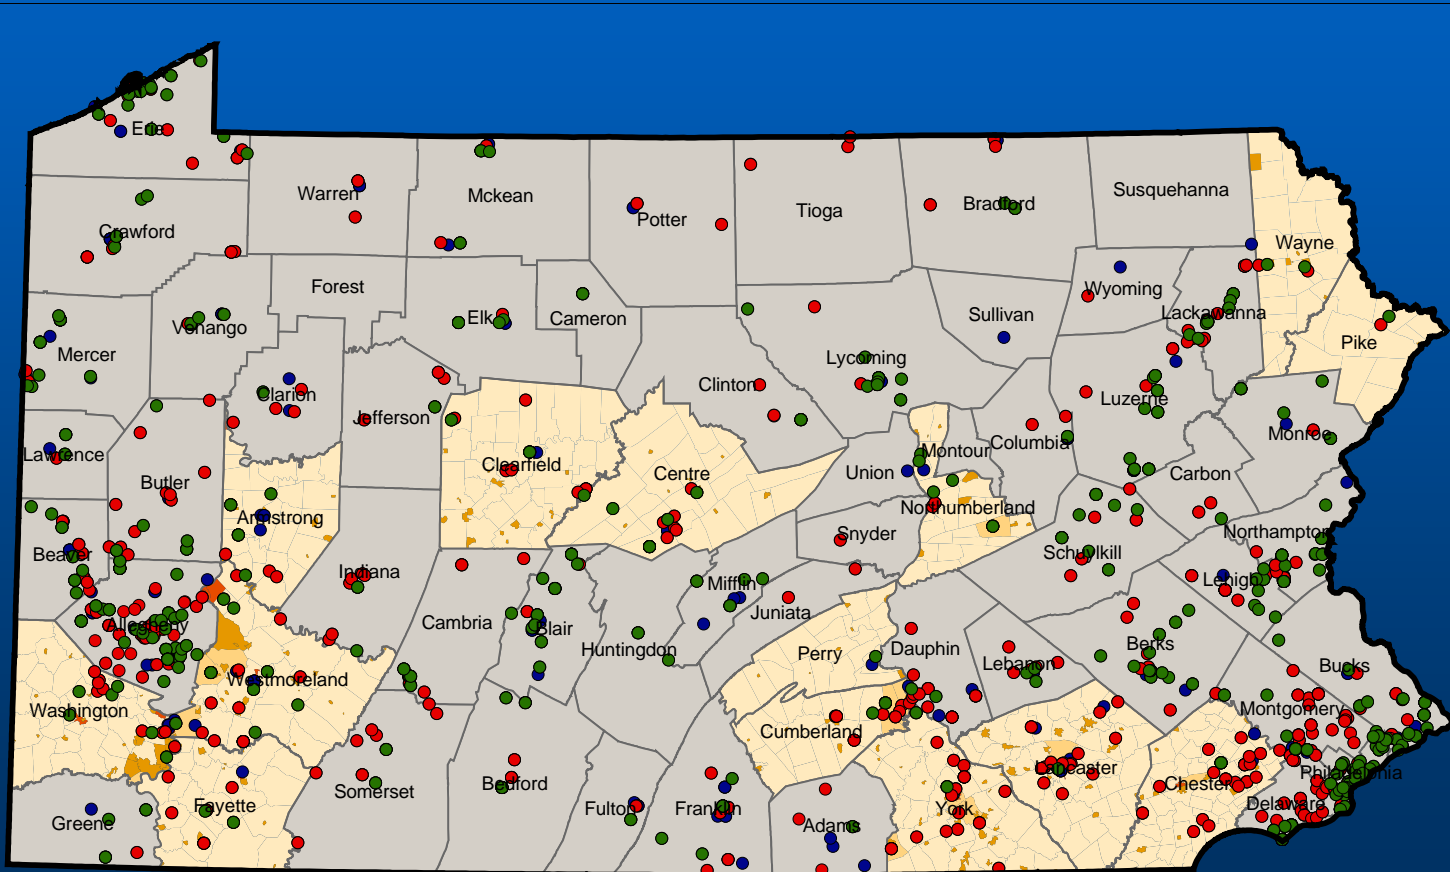 Erie
Warren
Mckean
Potter
Tioga
Bradford
Susquehanna
Wayne
Crawford
Forest
Venango
Elk
Cameron
Sullivan
Wyoming
Lackawanna
Pike
Mercer
Clarion
Jefferson
Clinton
Lycoming
Luzerne
Monroe
Lawrence
Butler
Clearfield
Centre
Union
Montour
Columbia
Carbon
Armstrong
Northumberland
Snyder
Northampton
Beaver
Indiana
Schuylkill
Lehigh
Allegheny
Cambria
Blair
Huntingdon
Mifflin
Juniata
Perry
Dauphin
Lebanon
Berks
Bucks
Washington
Westmoreland
Cumberland
Montgomery
Greene
Fayette
Somerset
Bedford
Fulton
Franklin
Adams
York
Lancaster
Chester
Delaware
Philadelphia